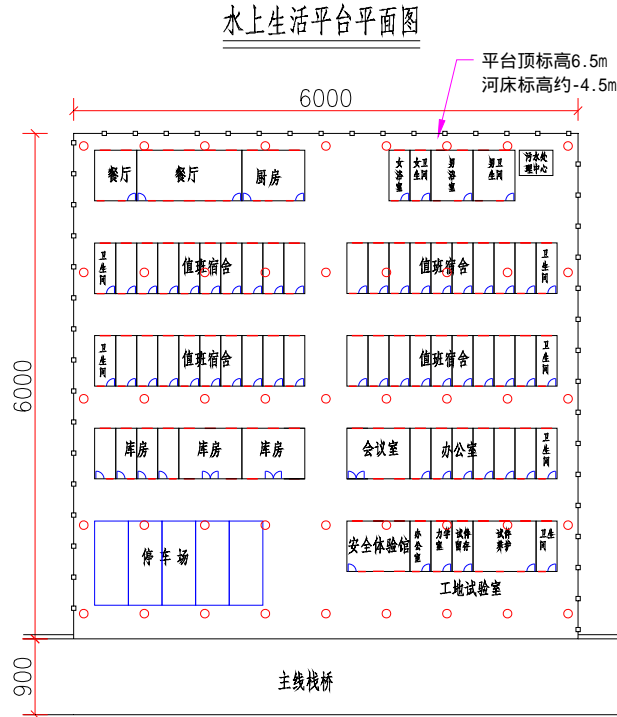 水上生活平台平面图
平台顶标高6.5m
河床标高约-4.5m
6000
6000
餐厅
餐厅
厨房
女浴室
女卫生间
男浴室
男卫生间
污水处理中心
卫生间
值班宿舍
值班宿舍
卫生间
卫生间
值班宿舍
值班宿舍
卫生间
库房
库房
库房
会议室
办公室
卫生间
停车场
安全体验馆
办公室
力学室
试件留存
试件养护
卫生间
工地试验室
900
主线栈桥